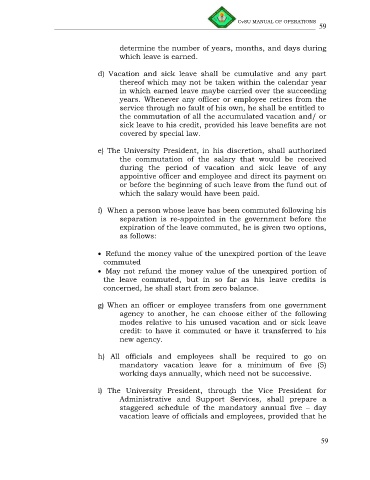 CvSU MANUAL OF OPERATIONS
59
determine the number of years, months, and days during
which leave is earned.
d) Vacation and sick leave shall be cumulative and any part
thereof which may not be taken within the calendar year
in which earned leave maybe carried over the succeeding
years. Whenever any officer or employee retires from the
service through no fault of his own, he shall be entitled to
the commutation of all the accumulated vacation and/ or
sick leave to his credit, provided his leave benefits are not
covered by special law.
e) The University President, in his discretion, shall authorized
the commutation of the salary that would be received
during the period of vacation and sick leave of any
appointive officer and employee and direct its payment on
or before the beginning of such leave from the fund out of
which the salary would have been paid.
f) When a person whose leave has been commuted following his
separation is re-appointed in the government before the
expiration of the leave commuted, he is given two options,
as follows:
• Refund the money value of the unexpired portion of the leave
commuted
• May not refund the money value of the unexpired portion of
the leave commuted, but in so far as his leave credits is
concerned, he shall start from zero balance.
g) When an officer or employee transfers from one government
agency to another, he can choose either of the following
modes relative to his unused vacation and or sick leave
credit: to have it commuted or have it transferred to his
new agency.
h) All officials and employees shall be required to go on
mandatory vacation leave for a minimum of five (5)
working days annually, which need not be successive.
i) The University President, through the Vice President for
Administrative and Support Services, shall prepare a
staggered schedule of the mandatory annual five – day
vacation leave of officials and employees, provided that he
59